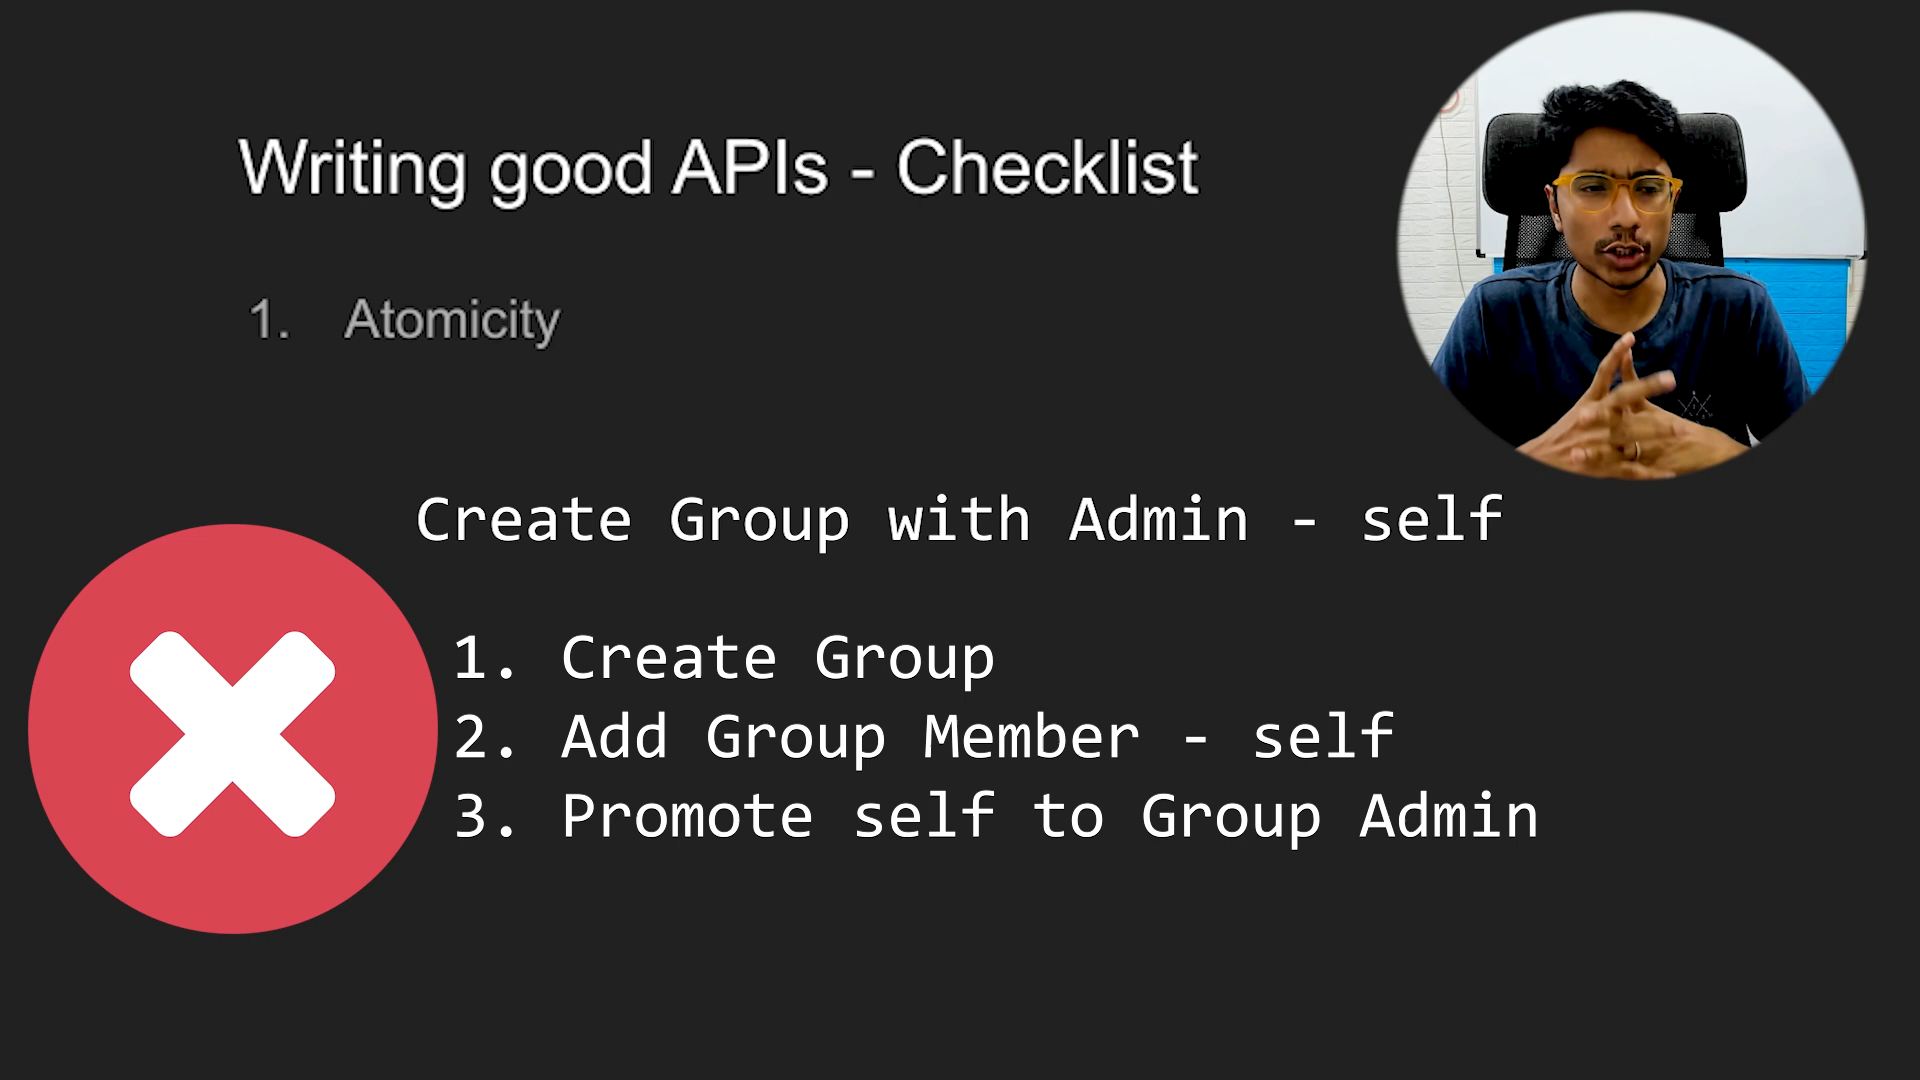 Writing good APIs - Checklist
1. Atomicity
Create Group with Admin - self
1. Create Group
2. Add Group Member - self
3. Promote self to Group Admin